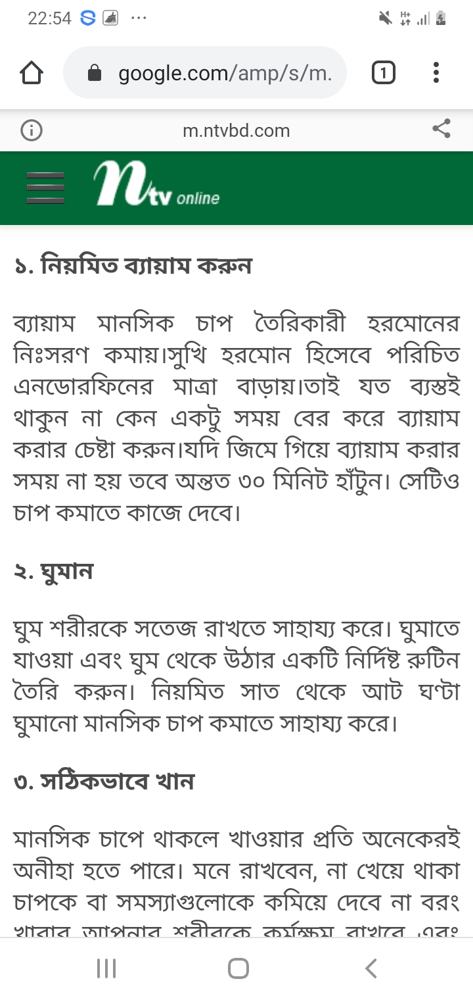 22:54
google.com/amp/s/m.
1
m.ntvbd.com
ntv online
১. নিয়মিত ব্যায়াম করুন
ব্যায়াম মানসিক চাপ তৈরিকারী হরমোনের
নিঃসরণ কমায়।সুখি হরমোন হিসেবে পরিচিত
এনডোরফিনের মাত্রা বাড়ায়।তাই যত ব্যস্তই
থাকুন না কেন একটু সময় বের করে ব্যায়াম
করার চেষ্টা করুন।যদি জিমে গিয়ে ব্যায়াম করার
সময় না হয় তবে অন্তত ৩০ মিনিট হাঁটুন। সেটিও
চাপ কমাতে কাজে দেবে।
২. ঘুমান
ঘুম শরীরকে সতেজ রাখতে সাহায্য করে। ঘুমাতে
যাওয়া এবং ঘুম থেকে উঠার একটি নির্দিষ্ট রুটিন
তৈরি করুন। নিয়মিত সাত থেকে আট ঘণ্টা
ঘুমানো মানসিক চাপ কমাতে সাহায্য করে।
৩. সঠিকভাবে খান
মানসিক চাপে থাকলে খাওয়ার প্রতি অনেকেরই
অনীহা হতে পারে। মনে রাখবেন, না খেয়ে থাকা
চাপকে বা সমস্যাগুলোকে কমিয়ে দেবে না বরং
খাবার আপনার শরীরকে কর্মক্ষম রাখবে এবং